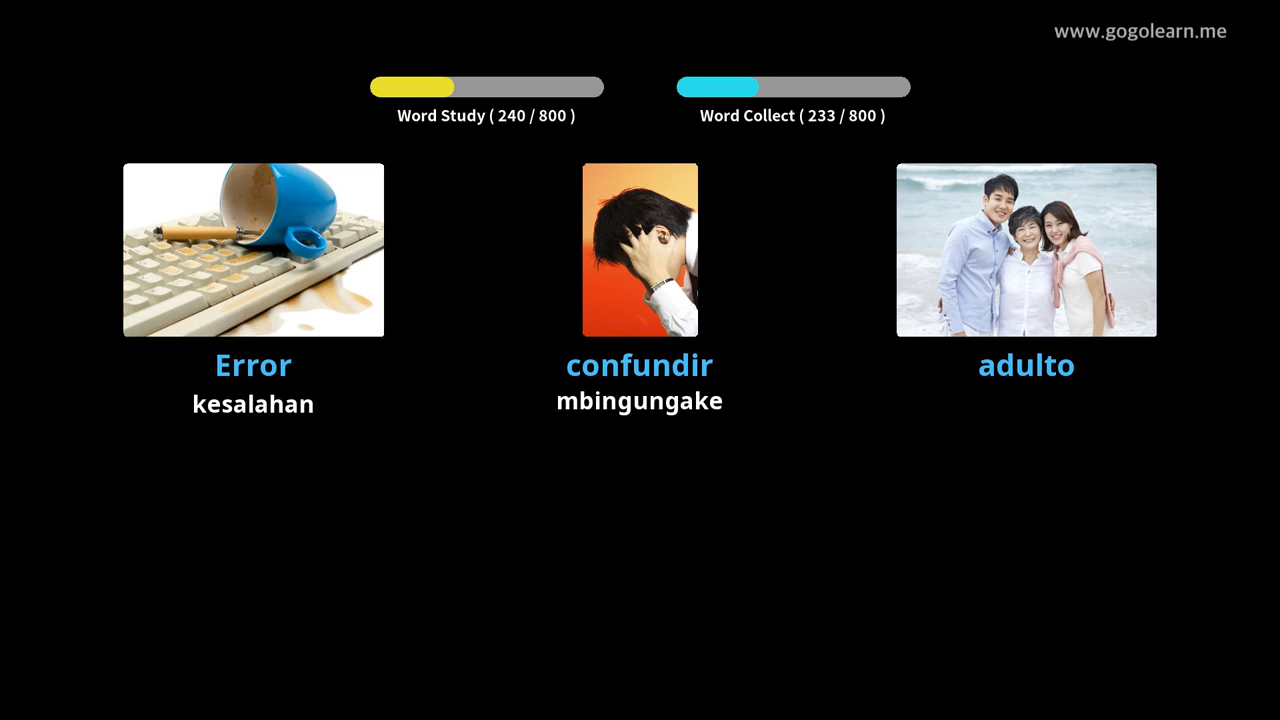 www.gogolearn.me
Word Study ( 240 / 800 )
Word Collect ( 233 / 800 )
Error
confundir
adulto
kesalahan
mbingungake